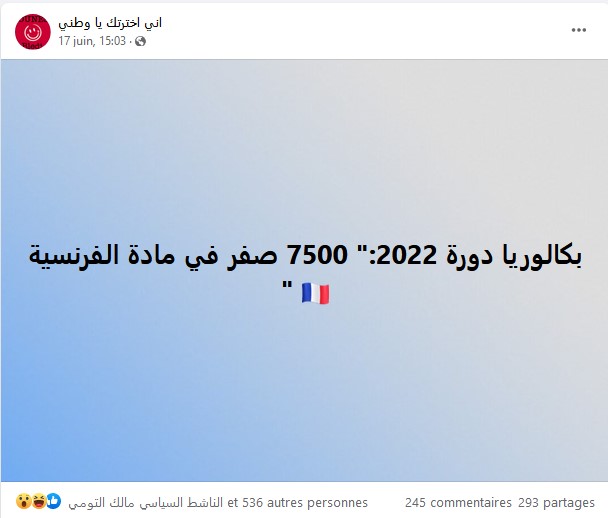 اني اخترتك يا وطني
17 juin, 15:03 ·
بكالوريا دورة 2022:" 7500 صفر في مادة الفرنسية
🇫🇷 "
الناشط السياسي مالك التومي et 536 autres personnes
245 commentaires 293 partages